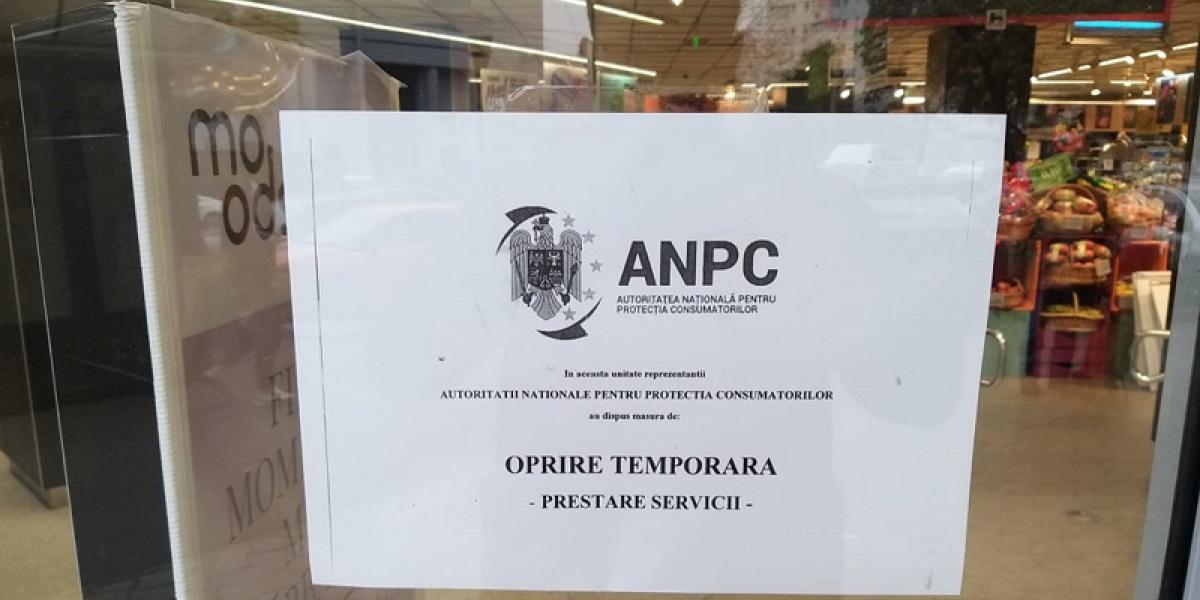 mo,
ANPC
AUTORITATEA NAȚIONALĂ PENTRU
PROTECȚIA CONSUMATORILOR
In aceasta unitate reprezentantii
AUTORITATII NATIONALE PENTRU PROTECTIA CONSUMATORILOR
au dispus masura de:
OPRIRE TEMPORARA
- PRESTARE SERVICII -